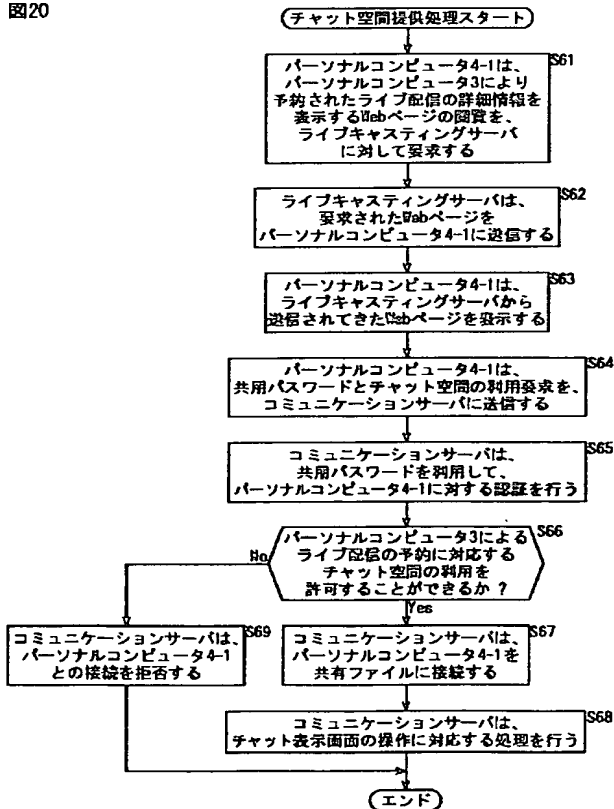 図20
チャット空間提供処理スタート
S61
パーソナルコンピュータ4-1は、
パーソナルコンピュータ3により
予約されたライブ配信の詳細情報を
表示するWebページの閲覧を、
ライブキャスティングサーバ
に対して要求する
S62
ライブキャスティングサーバは、
要求されたWebページを
パーソナルコンピュータ4-1に送信する
S63
パーソナルコンピュータ4-1は、
ライブキャスティングサーバから
送信されてきたWebページを表示する
S64
パーソナルコンピュータ4-1は、
共用パスワードとチャット空間の利用要求を、
コミュニケーションサーバに送信する
S65
コミュニケーションサーバは、
共用パスワードを利用して、
パーソナルコンピュータ4-1に対する認証を行う
S66
パーソナルコンピュータ3による
ライブ配信の予約に対応する
チャット空間の利用を
許可することができるか？
No
Yes
S69
コミュニケーションサーバは、
パーソナルコンピュータ4-1
との接続を拒否する
S67
コミュニケーションサーバは、
パーソナルコンピュータ4-1を
共有ファイルに接続する
S68
コミュニケーションサーバは、
チャット表示画面の操作に対応する処理を行う
エンド